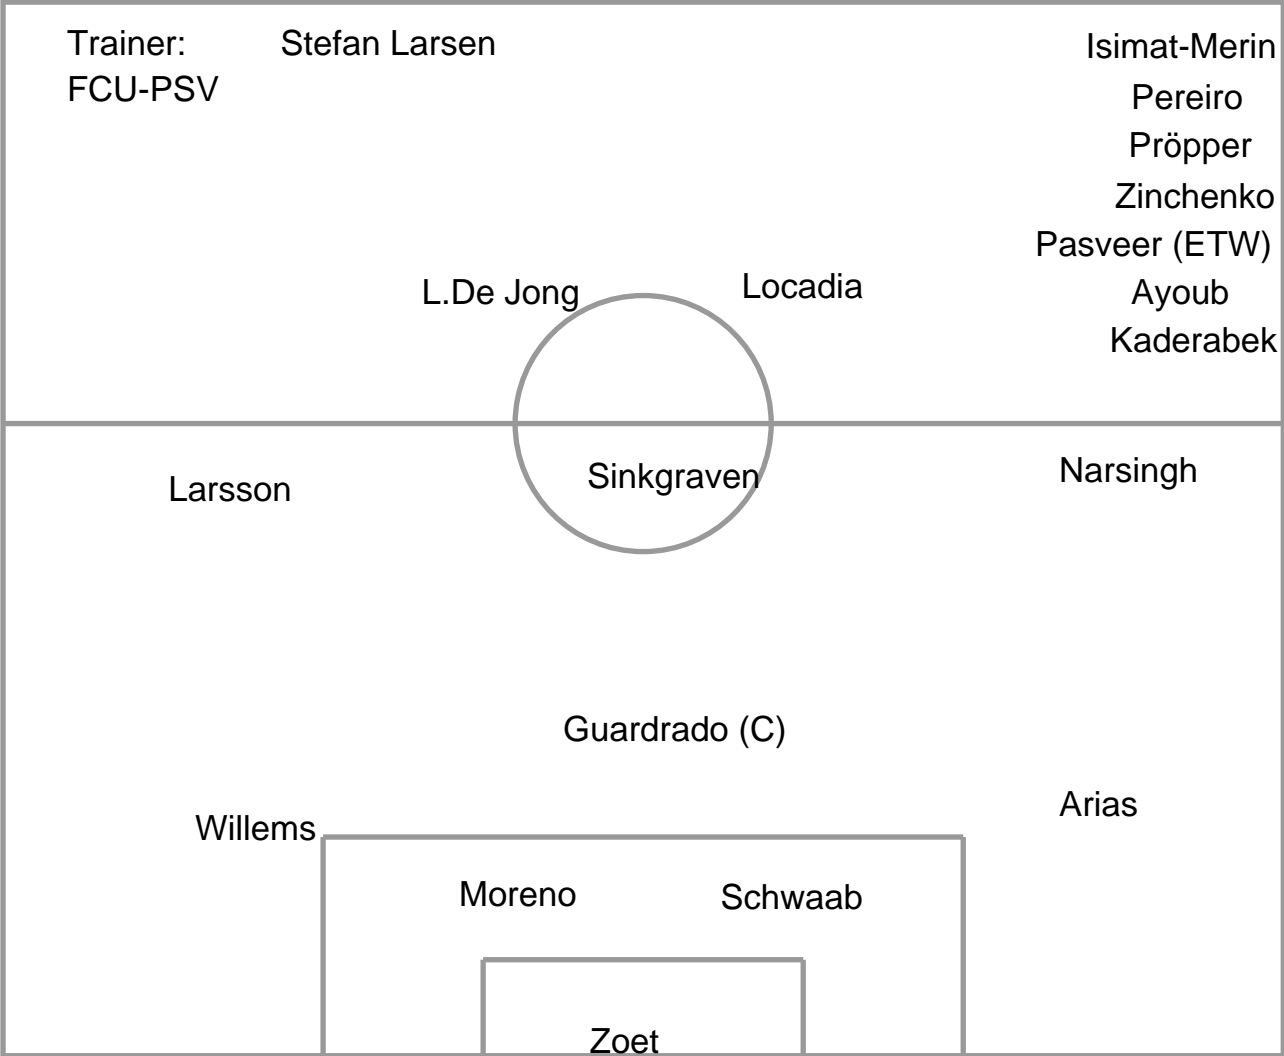 Trainer: Stefan Larsen
FCU-PSV
Isimat-Merin
Pereiro
Pröpper
Zinchenko
Pasveer (ETW)
Ayoub
Kaderabek
L.De Jong
Locadia
Larsson
Sinkgraven
Narsingh
Guardrado (C)
Willems
Arias
Moreno
Schwaab
Zoet